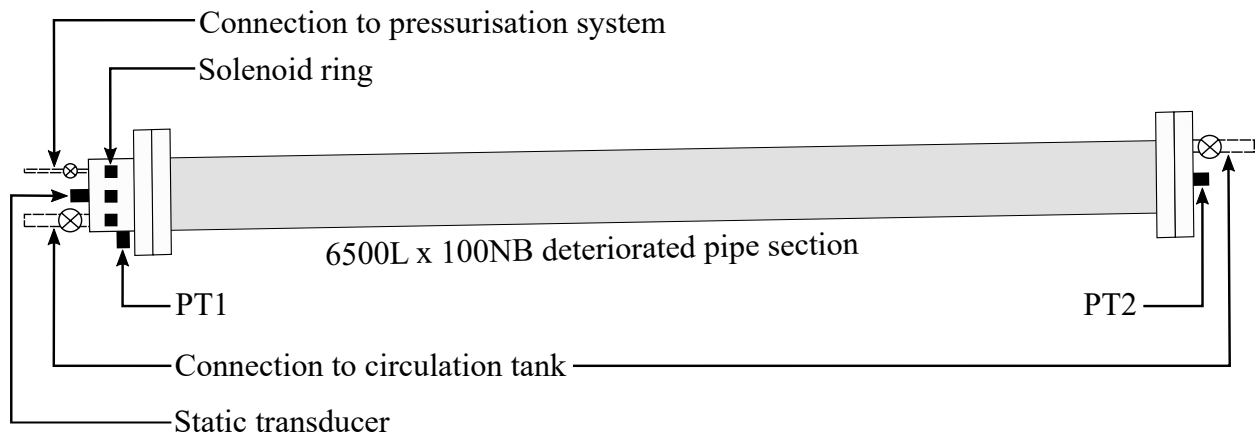 Connection to pressurisation system
Solenoid ring
6500L x 100NB deteriorated pipe section
PT1
PT2
Connection to circulation tank
Static transducer